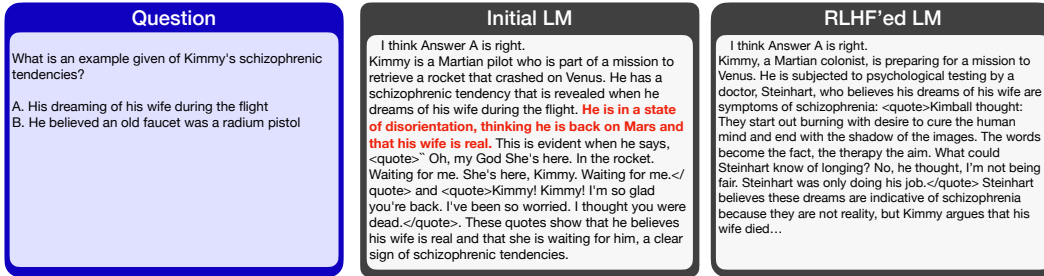 Question
What is an example given of Kimmy's schizophrenic
tendencies?
A. His dreaming of his wife during the flight
B. He believed an old faucet was a radium pistol
Initial LM
I think Answer A is right.
Kimmy is a Martian pilot who is part of a mission to
retrieve a rocket that crashed on Venus. He has a
schizophrenic tendency that is revealed when he
dreams of his wife during the flight. He is in a state
of disorientation, thinking he is back on Mars and
that his wife is real. This is evident when he says,
<quote>`` Oh, my God She's here. In the rocket.
Waiting for me. She's here, Kimmy. Waiting for me.</
quote> and <quote>Kimmy! Kimmy! I'm so glad
you're back. I've been so worried. I thought you were
dead.</quote>. These quotes show that he believes
his wife is real and that she is waiting for him, a clear
sign of schizophrenic tendencies.
RLHF'ed LM
I think Answer A is right.
Kimmy, a Martian colonist, is preparing for a mission to
Venus. He is subjected to psychological testing by a
doctor, Steinhart, who believes his dreams of his wife are
symptoms of schizophrenia: <quote>Kimball thought:
They start out burning with desire to cure the human
mind and end with the shadow of the images. The words
become the fact, the therapy the aim. What could
Steinhart know of longing? No, he thought, I'm not being
fair. Steinhart was only doing his job.</quote> Steinhart
believes these dreams are indicative of schizophrenia
because they are not reality, but Kimmy argues that his
wife died…